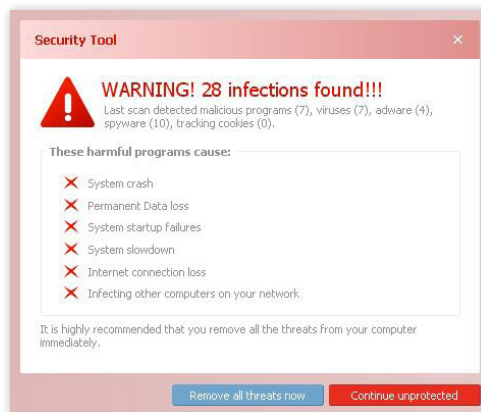 Security Tool
WARNING! 28 infections found!!!
Last scan detected malicious programs (7), viruses (7), adware (4),
spyware (10), tracking cookies (0).
These harmful programs cause:
System crash
Permanent Data loss
System startup failures
System slowdown
Internet connection loss
Infecting other computers on your network
It is highly recommended that you remove all the threats from your computer
immediately.
Remove all threats now
Continue unprotected